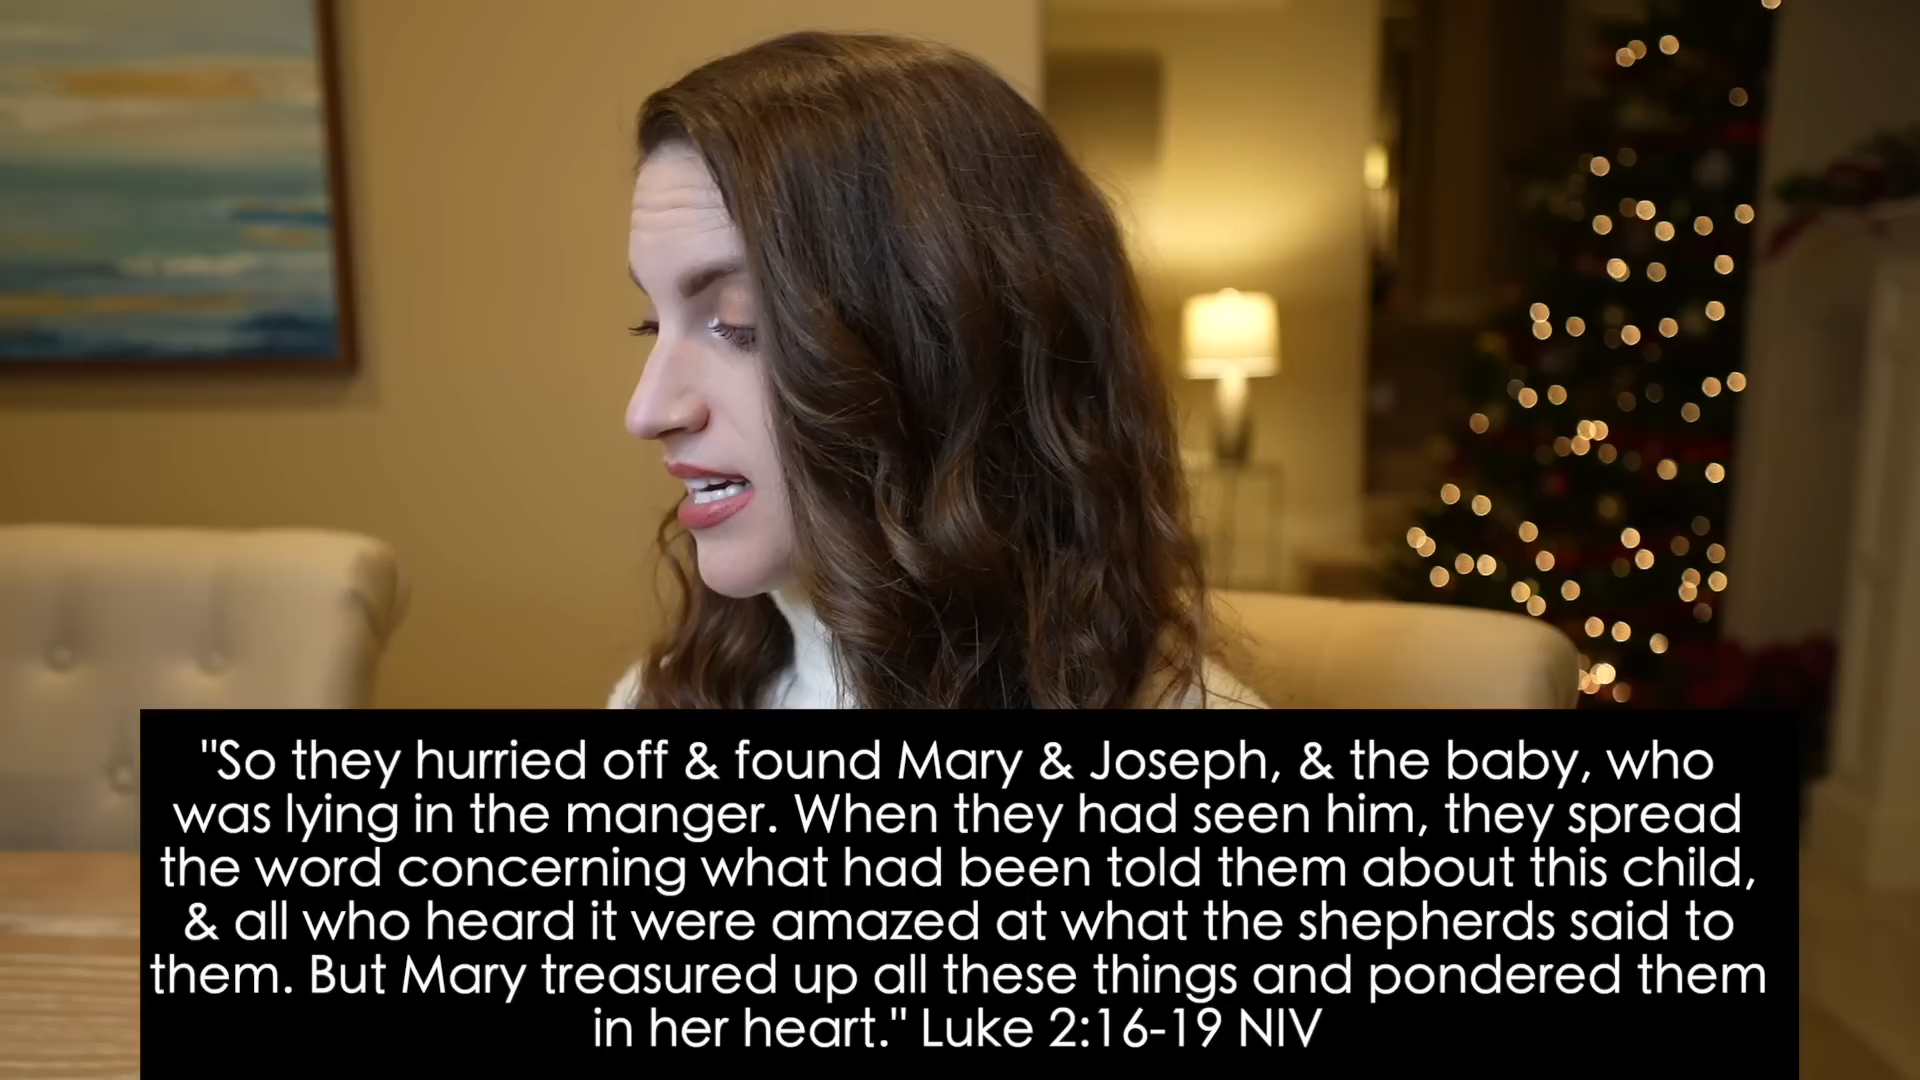 "So they hurried off & found Mary & Joseph, & the baby, who
was lying in the manger. When they had seen him, they spread
the word concerning what had been told them about this child,
& all who heard it were amazed at what the shepherds said to
them. But Mary treasured up all these things and pondered them
in her heart." Luke 2:16-19 NIV